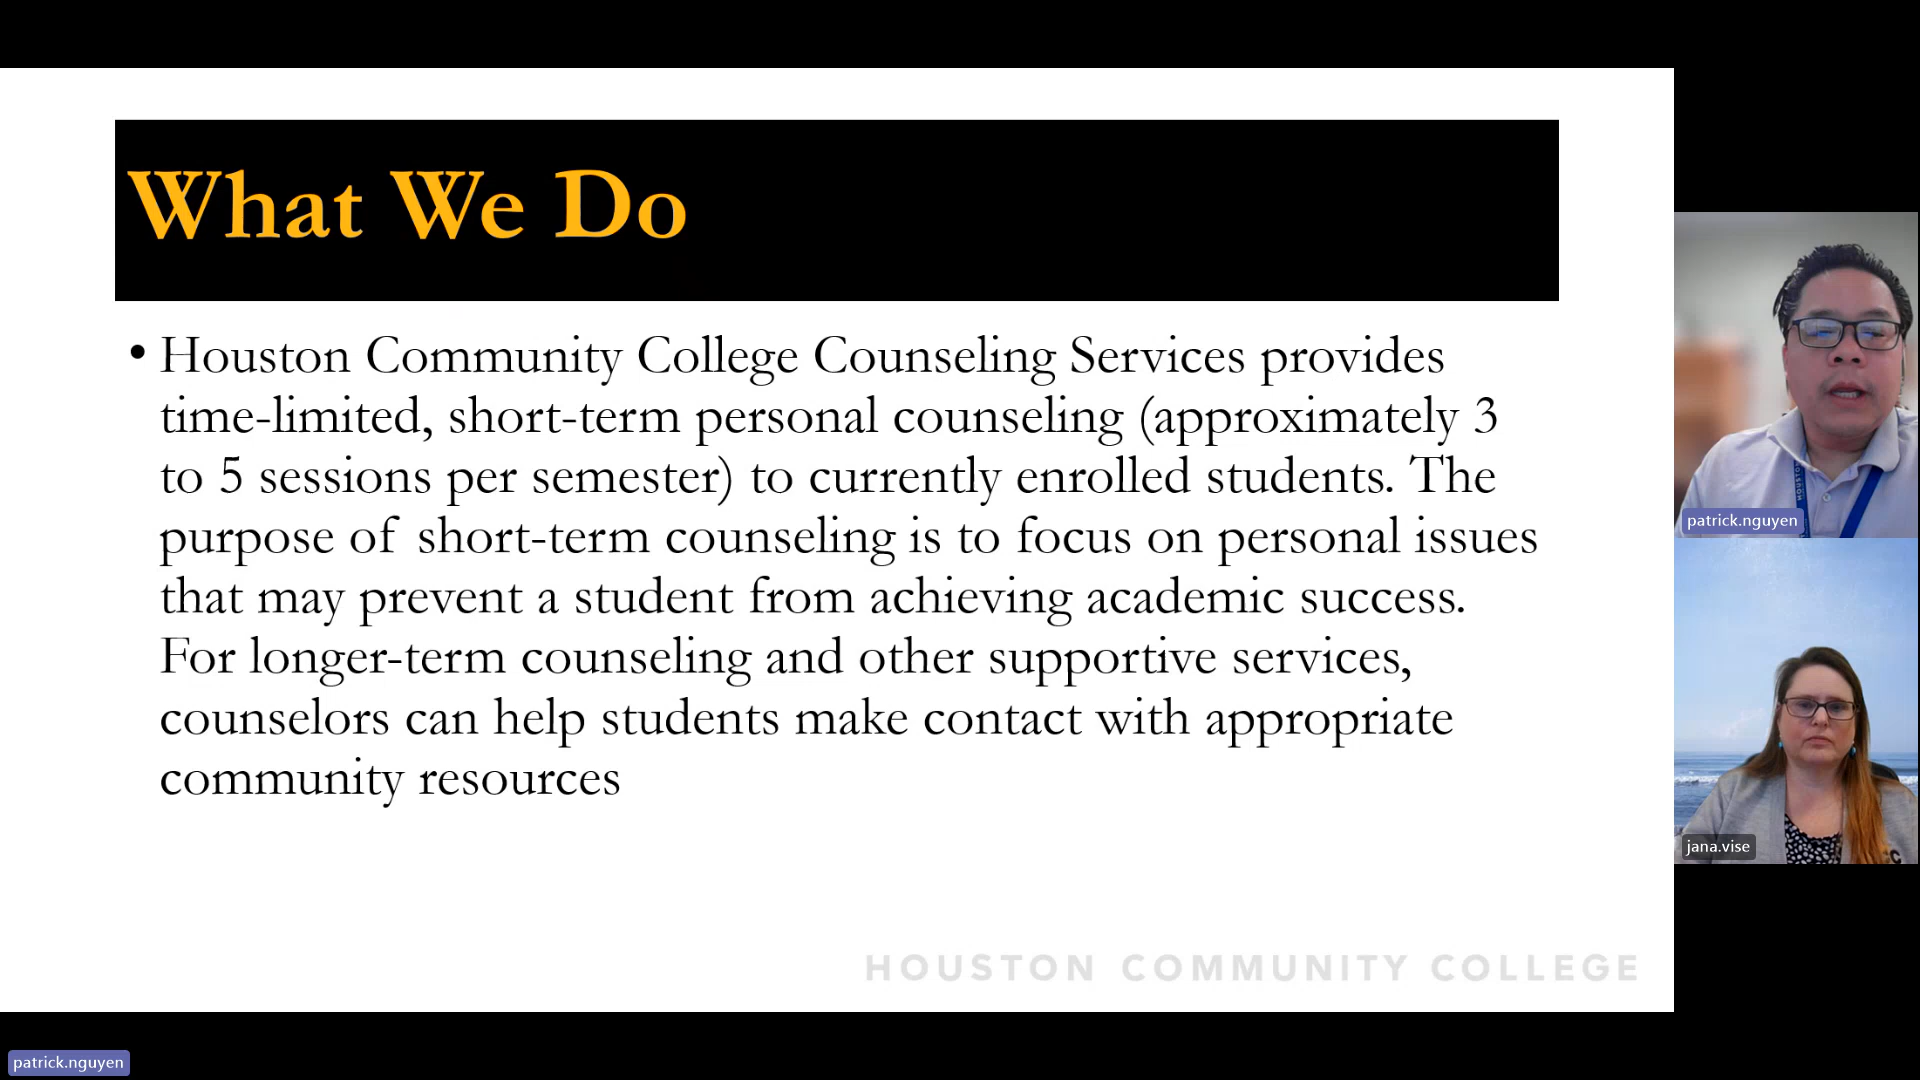 What We Do
• Houston Community College Counseling Services provides
time-limited, short-term personal counseling (approximately 3
to 5 sessions per semester) to currently enrolled students. The
purpose of short-term counseling is to focus on personal issues
that may prevent a student from achieving academic success.
For longer-term counseling and other supportive services,
counselors can help students make contact with appropriate
community resources
HOUSTON COMMUNITY COLLEGE
patrick.nguyen
jana.vise
patrick.nguyen